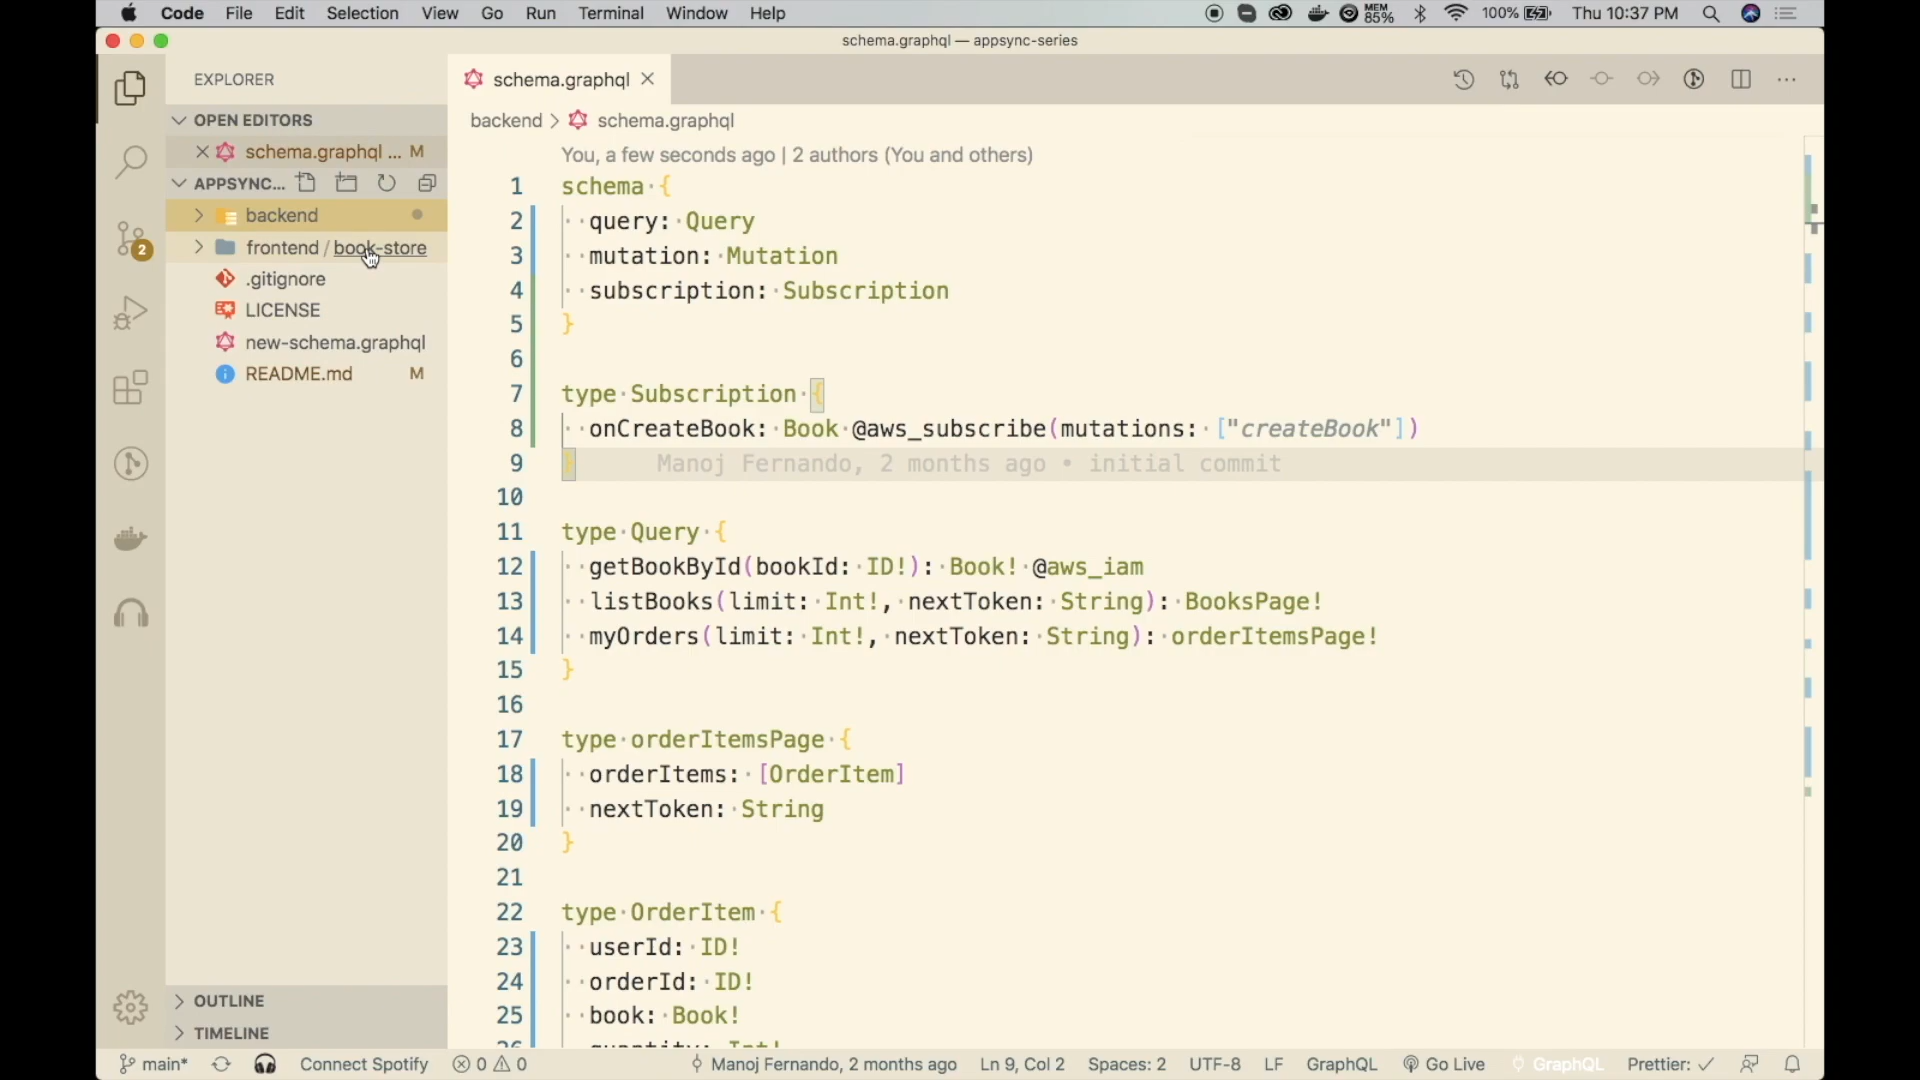 Code File Edit Selection View Go Run Terminal Window Help MEM 85% 100% Thu 10:37 PM
schema.graphql — appsync-series
EXPLORER
schema.graphql
OPEN EDITORS
schema.graphql ... M
APPSYNC...
backend
frontend / book-store
.gitignore
LICENSE
new-schema.graphql
README.md M
OUTLINE
TIMELINE
2
backend > schema.graphql
You, a few seconds ago | 2 authors (You and others)
1 schema {
2 query: Query
3 mutation: Mutation
4 subscription: Subscription
5 }
6
7 type Subscription {
8 onCreateBook: Book @aws_subscribe(mutations: ["createBook"])
9 } Manoj Fernando, 2 months ago • initial commit
10
11 type Query {
12 getBookById(bookId: ID!): Book! @aws_iam
13 listBooks(limit: Int!, nextToken: String): BooksPage!
14 myOrders(limit: Int!, nextToken: String): orderItemsPage!
15 }
16
17 type orderItemsPage {
18 orderItems: [OrderItem]
19 nextToken: String
20 }
21
22 type OrderItem {
23 userId: ID!
24 orderId: ID!
25 book: Book!
26 quantity: Int!
main* Connect Spotify 0 0 Manoj Fernando, 2 months ago Ln 9, Col 2 Spaces: 2 UTF-8 LF GraphQL Go Live GraphQL Prettier: ✓